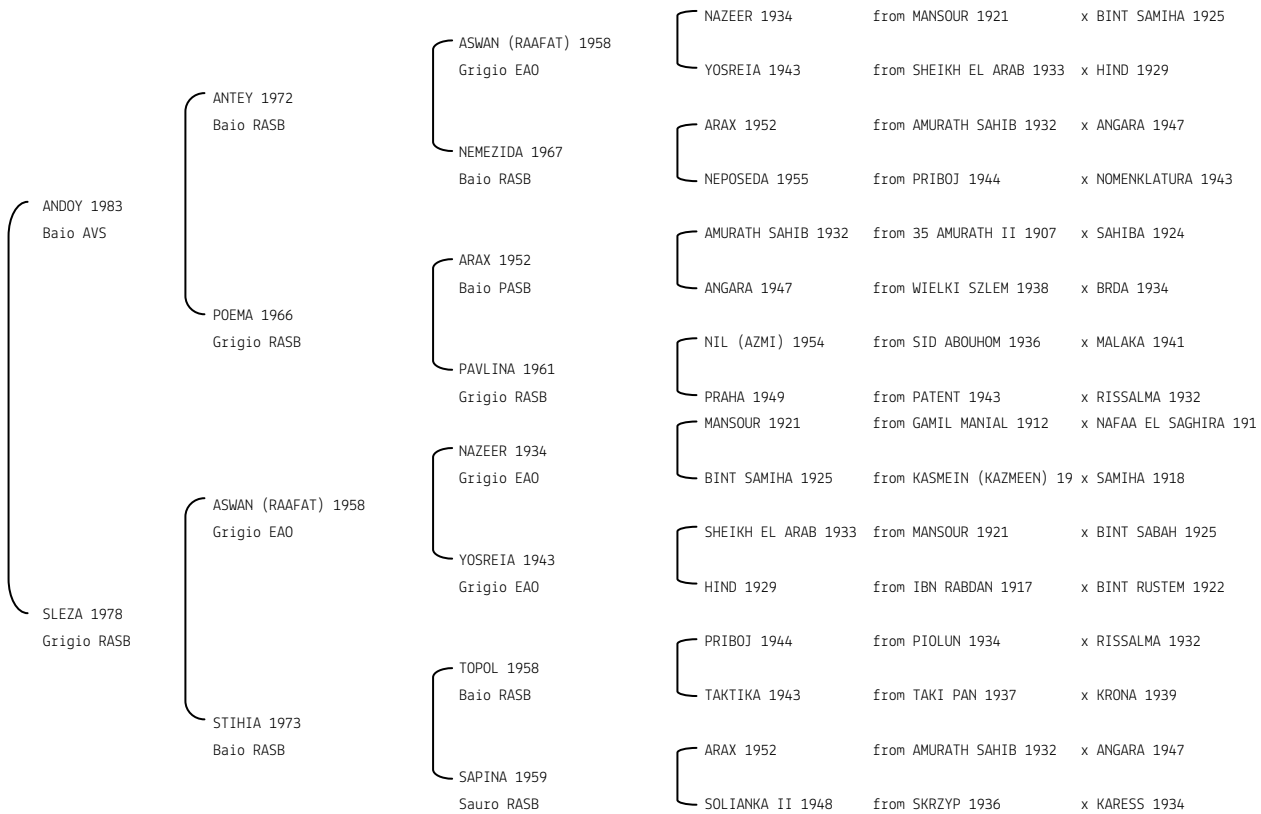 NAZEER 1934 from MANSOUR 1921 x BINT SAMIHA 1925
ASWAN (RAAFAT) 1958
Grigio EAO
YOSREIA 1943 from SHEIKH EL ARAB 1933 x HIND 1929
ANTEY 1972
Baio RASB
ARAX 1952 from AMURATH SAHIB 1932 x ANGARA 1947
NEMEZIDA 1967
Baio RASB
NEPOSEDA 1955 from PRIBOJ 1944 x NOMENKLATURA 1943
ANDOY 1983
Baio AVS
AMURATH SAHIB 1932 from 35 AMURATH II 1907 x SAHIBA 1924
ARAX 1952
Baio PASB
ANGARA 1947 from WIELKI SZLEM 1938 x BRDA 1934
POEMA 1966
Grigio RASB
NIL (AZMI) 1954 from SID ABOUHOM 1936 x MALAKA 1941
PAVLINA 1961
Grigio RASB
PRAHA 1949 from PATENT 1943 x RISSALMA 1932
MANSOUR 1921 from GAMIL MANIAL 1912 x NAFAA EL SAGHIRA 191
NAZEER 1934
Grigio EAO
BINT SAMIHA 1925 from KASMEIN (KAZMEEN) 19 x SAMIHA 1918
ASWAN (RAAFAT) 1958
Grigio EAO
SHEIKH EL ARAB 1933 from MANSOUR 1921 x BINT SABAH 1925
YOSREIA 1943
Grigio EAO
HIND 1929 from IBN RABDAN 1917 x BINT RUSTEM 1922
SLEZA 1978
Grigio RASB
PRIBOJ 1944 from PIOLUN 1934 x RISSALMA 1932
TOPOL 1958
Baio RASB
TAKTIKA 1943 from TAKI PAN 1937 x KRONA 1939
STIHIA 1973
Baio RASB
ARAX 1952 from AMURATH SAHIB 1932 x ANGARA 1947
SAPINA 1959
Sauro RASB
SOLIANKA II 1948 from SKRZYP 1936 x KARESS 1934